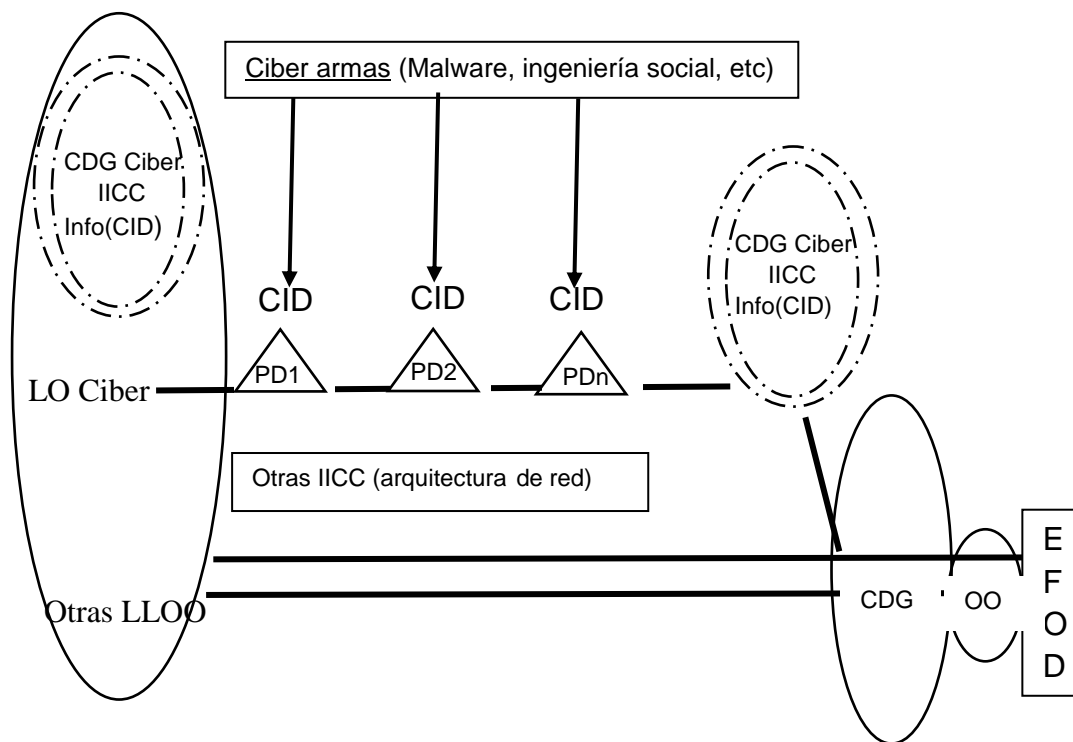 Ciber armas (Malware, ingeniería social, etc)
CDG Ciber
IICC
Info(CID)
CID
CID
CID
CDG Ciber
IICC
Info(CID)
LO Ciber
PD1
PD2
PDn
Otras IICC (arquitectura de red)
Otras LLOO
CDG
OO
E
F
O
D